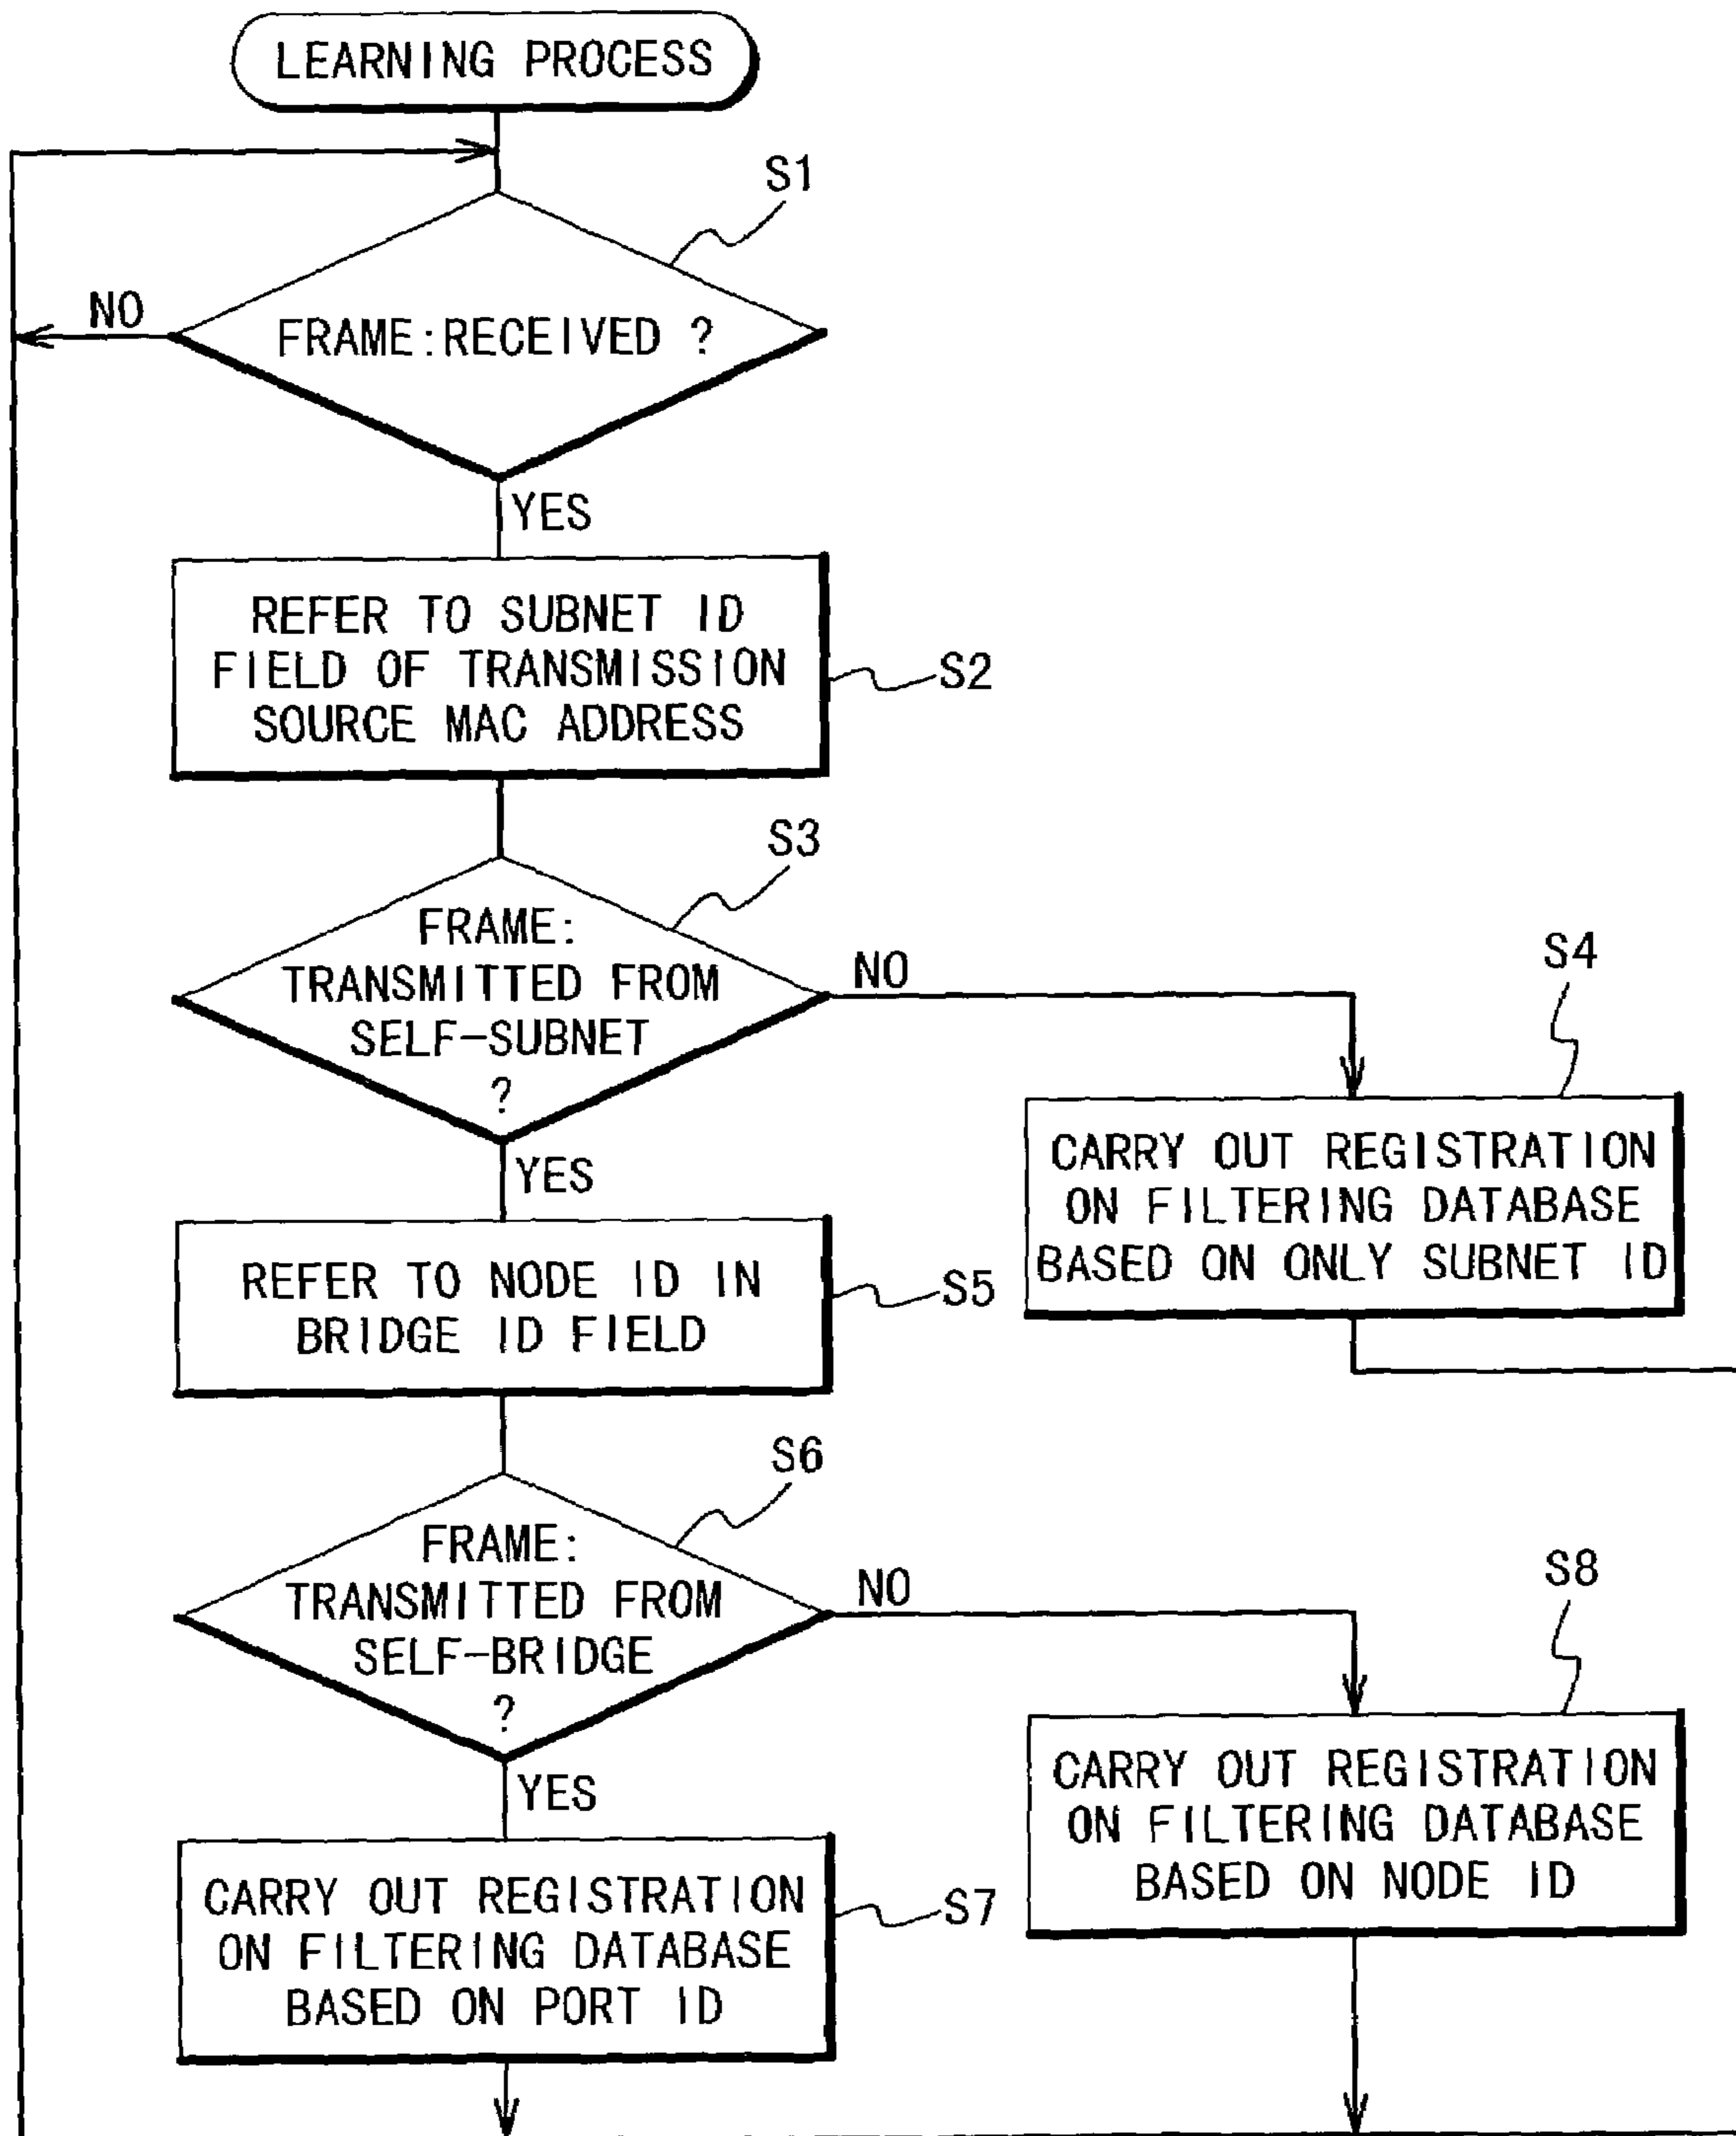 LEARNING PROCESS
S1
NO
FRAME:RECEIVED ?
YES
REFER TO SUBNET ID
FIELD OF TRANSMISSION
SOURCE MAC ADDRESS
S2
S3
FRAME:
TRANSMITTED FROM
SELF-SUBNET
?
NO
YES
S4
CARRY OUT REGISTRATION
ON FILTERING DATABASE
BASED ON ONLY SUBNET ID
REFER TO NODE ID IN
BRIDGE ID FIELD
S5
S6
FRAME:
TRANSMITTED FROM
SELF-BRIDGE
?
NO
YES
S8
CARRY OUT REGISTRATION
ON FILTERING DATABASE
BASED ON NODE ID
CARRY OUT REGISTRATION
ON FILTERING DATABASE
BASED ON PORT ID
S7